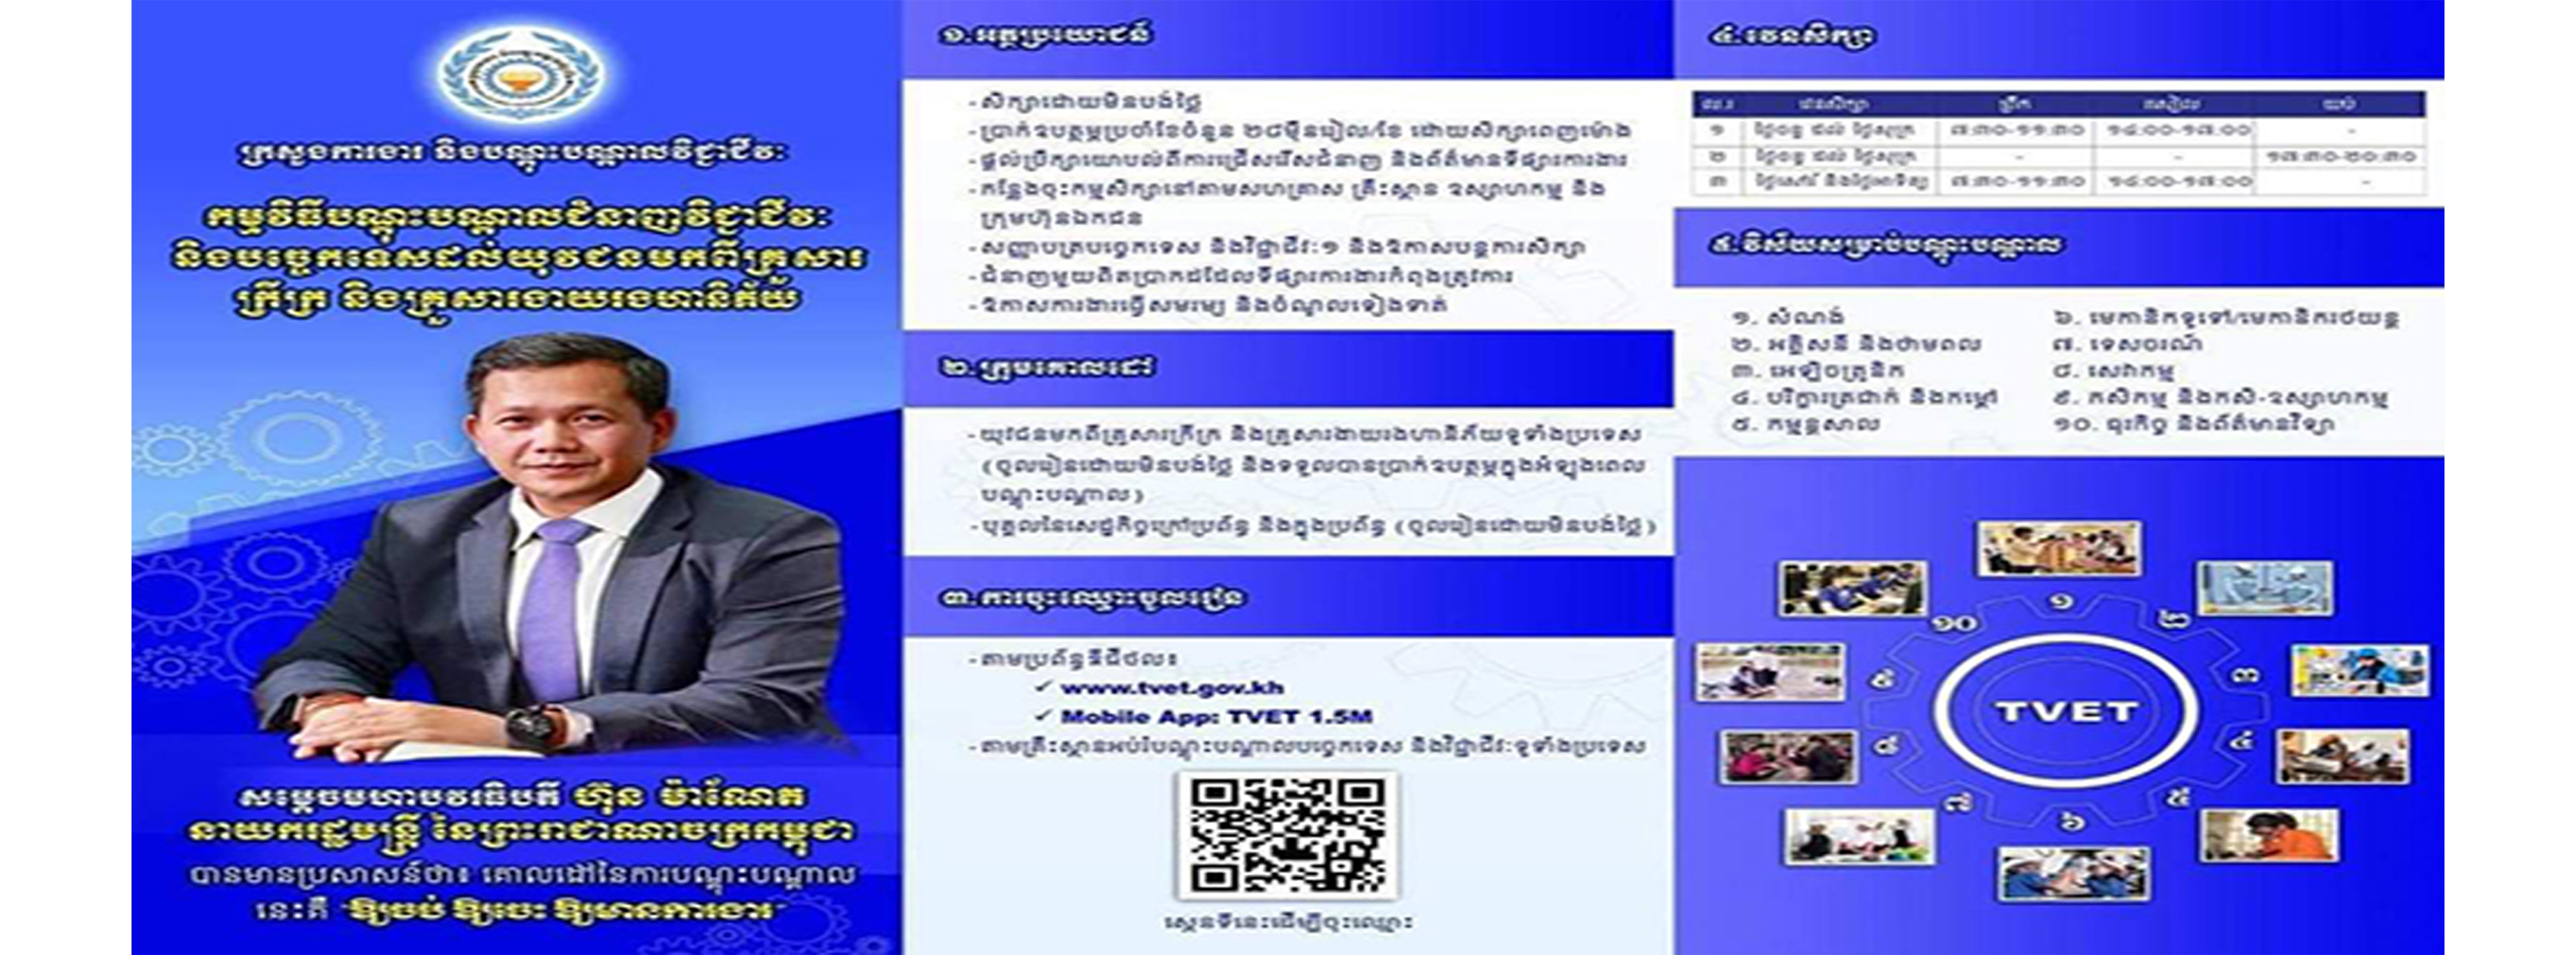 ក្រសួងការងារ និងបណ្តុះបណ្តាលវិជ្ជាជីវៈ
កម្មវិធីបណ្តុះបណ្តាលជំនាញវិជ្ជាជីវៈ
និងបច្ចេកទេសដល់យុវជនមកពីគ្រួសារ
ក្រីក្រ និងគ្រួសារងាយរងហានិភ័យ
សម្តេចមហាបវរធិបតី ហ៊ុន ម៉ាណែត
នាយករដ្ឋមន្ត្រី នៃព្រះរាជាណាចក្រកម្ពុជា
បានមានប្រសាសន៍ថា៖ គោលដៅនៃការបណ្តុះបណ្តាល
នេះគឺ "ឱ្យចប់ ឱ្យចេះ ឱ្យមានការងារ"
១.អត្ថប្រយោជន៍
-សិក្សាដោយមិនបង់ថ្លៃ
-ប្រាក់ឧបត្ថម្ភប្រចាំខែចំនួន ២៨ម៉ឺនរៀល/ខែ ដោយសិក្សាពេញម៉ោង
-ផ្តល់ប្រឹក្សាយោបល់ពីការជ្រើសរើសជំនាញ និងព័ត៌មានទីផ្សារការងារ
-កន្លែងចុះកម្មសិក្សានៅតាមសហគ្រាស គ្រឹះស្ថាន ឧស្សាហកម្ម និង
ក្រុមហ៊ុនឯកជន
-សញ្ញាបត្របច្ចេកទេស និងវិជ្ជាជីវៈ១ និងឱកាសបន្តការសិក្សា
-ជំនាញមួយពិតប្រាកដដែលទីផ្សារការងារកំពុងត្រូវការ
-ឱកាសការងារធ្វើសមរម្យ និងចំណូលទៀងទាត់
២.ក្រុមគោលដៅ
-យុវជនមកពីគ្រួសារក្រីក្រ និងគ្រួសារងាយរងហានិភ័យទូទាំងប្រទេស
(ចូលរៀនដោយមិនបង់ថ្លៃ និងទទួលបានប្រាក់ឧបត្ថម្ភក្នុងអំឡុងពេល
បណ្តុះបណ្តាល)
-បុគ្គលនៃសេដ្ឋកិច្ចក្រៅប្រព័ន្ធ និងក្នុងប្រព័ន្ធ (ចូលរៀនដោយមិនបង់ថ្លៃ)
៣.ការចុះឈ្មោះចូលរៀន
-តាមប្រព័ន្ធឌីជីថល៖
✓ www.tvet.gov.kh
✓ Mobile App: TVET 1.5M
-តាមគ្រឹះស្ថានអប់រំបណ្តុះបណ្តាលបច្ចេកទេស និងវិជ្ជាជីវៈទូទាំងប្រទេស
ស្កេនទីនេះដើម្បីចុះឈ្មោះ
៤.វេនសិក្សា
ល.រ វេនសិក្សា ព្រឹក រសៀល យប់
១ ថ្ងៃចន្ទ ដល់ ថ្ងៃសុក្រ ៧:៣០-១១:៣០ ១៤:០០-១៧:០០ -
២ ថ្ងៃចន្ទ ដល់ ថ្ងៃសុក្រ - - ១៧:៣០-២០:៣០
៣ ថ្ងៃសៅរ៍ និងថ្ងៃអាទិត្យ ៧:៣០-១១:៣០ ១៤:០០-១៧:០០ -
៥.វិស័យសម្រាប់បណ្តុះបណ្តាល
១. សំណង់
២. អគ្គិសនី និងថាមពល
៣. អេឡិចត្រូនិក
៤. បរិក្ខារត្រជាក់ និងកម្តៅ
៥. កម្មន្តសាល
៦. មេកានិកទូទៅ/មេកានិករថយន្ត
៧. ទេសចរណ៍
៨. សេវាកម្ម
៩. កសិកម្ម និងកសិ-ឧស្សាហកម្ម
១០. ធុរកិច្ច និងព័ត៌មានវិទ្យា
TVET
១
២
៣
៤
៥
៦
៧
៨
៩
១០